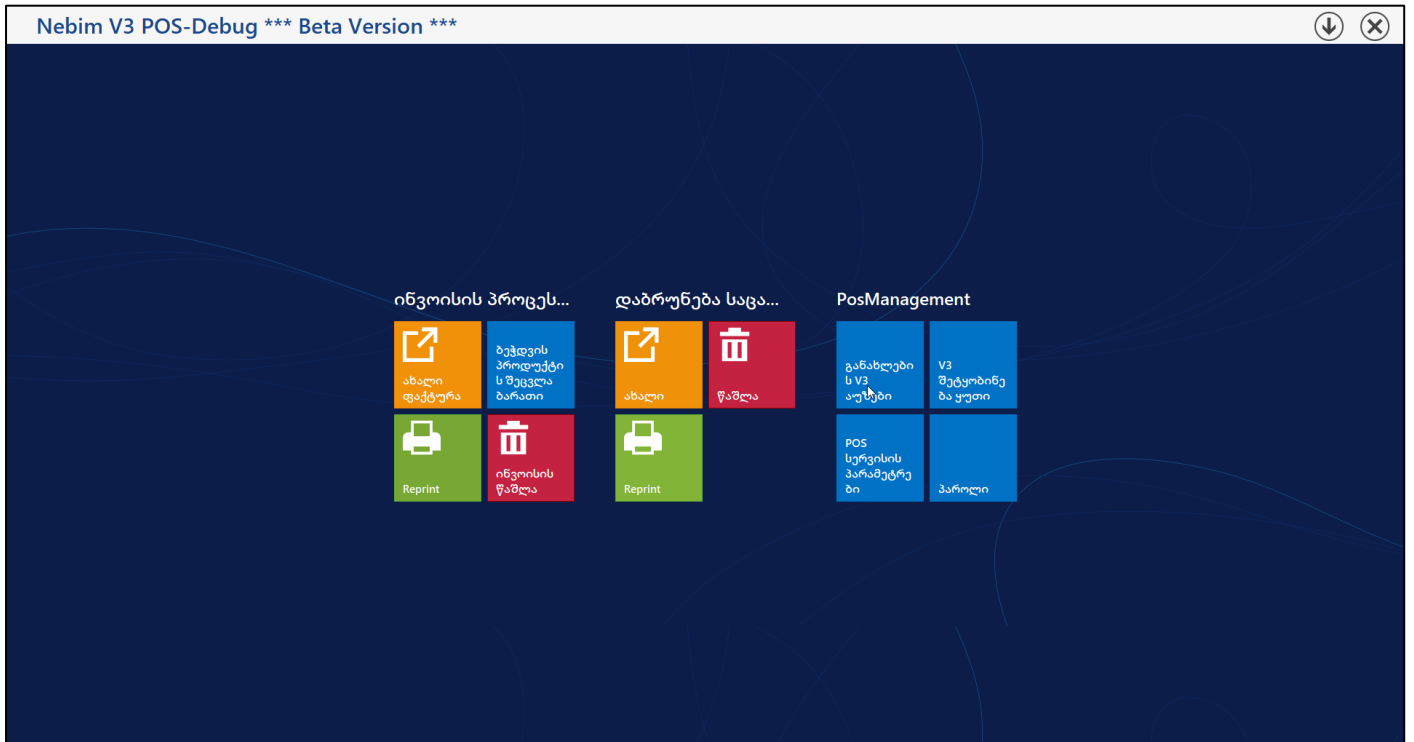 Nebim V3 POS-Debug *** Beta Version ***
ინვოისის პროცეს...
ახალი
ფაქტურა
ბეჭდვის
პროდუქტი
ს შეცვლა
ბარათი
Reprint
ინვოისის
წაშლა
დაბრუნება საცა...
ახალი
წაშლა
Reprint
PosManagement
განახლები
ს V3
აუზები
V3
შეტყობინე
ბა ყუთი
POS
სერვისის
პარამეტრე
ბი
პაროლი